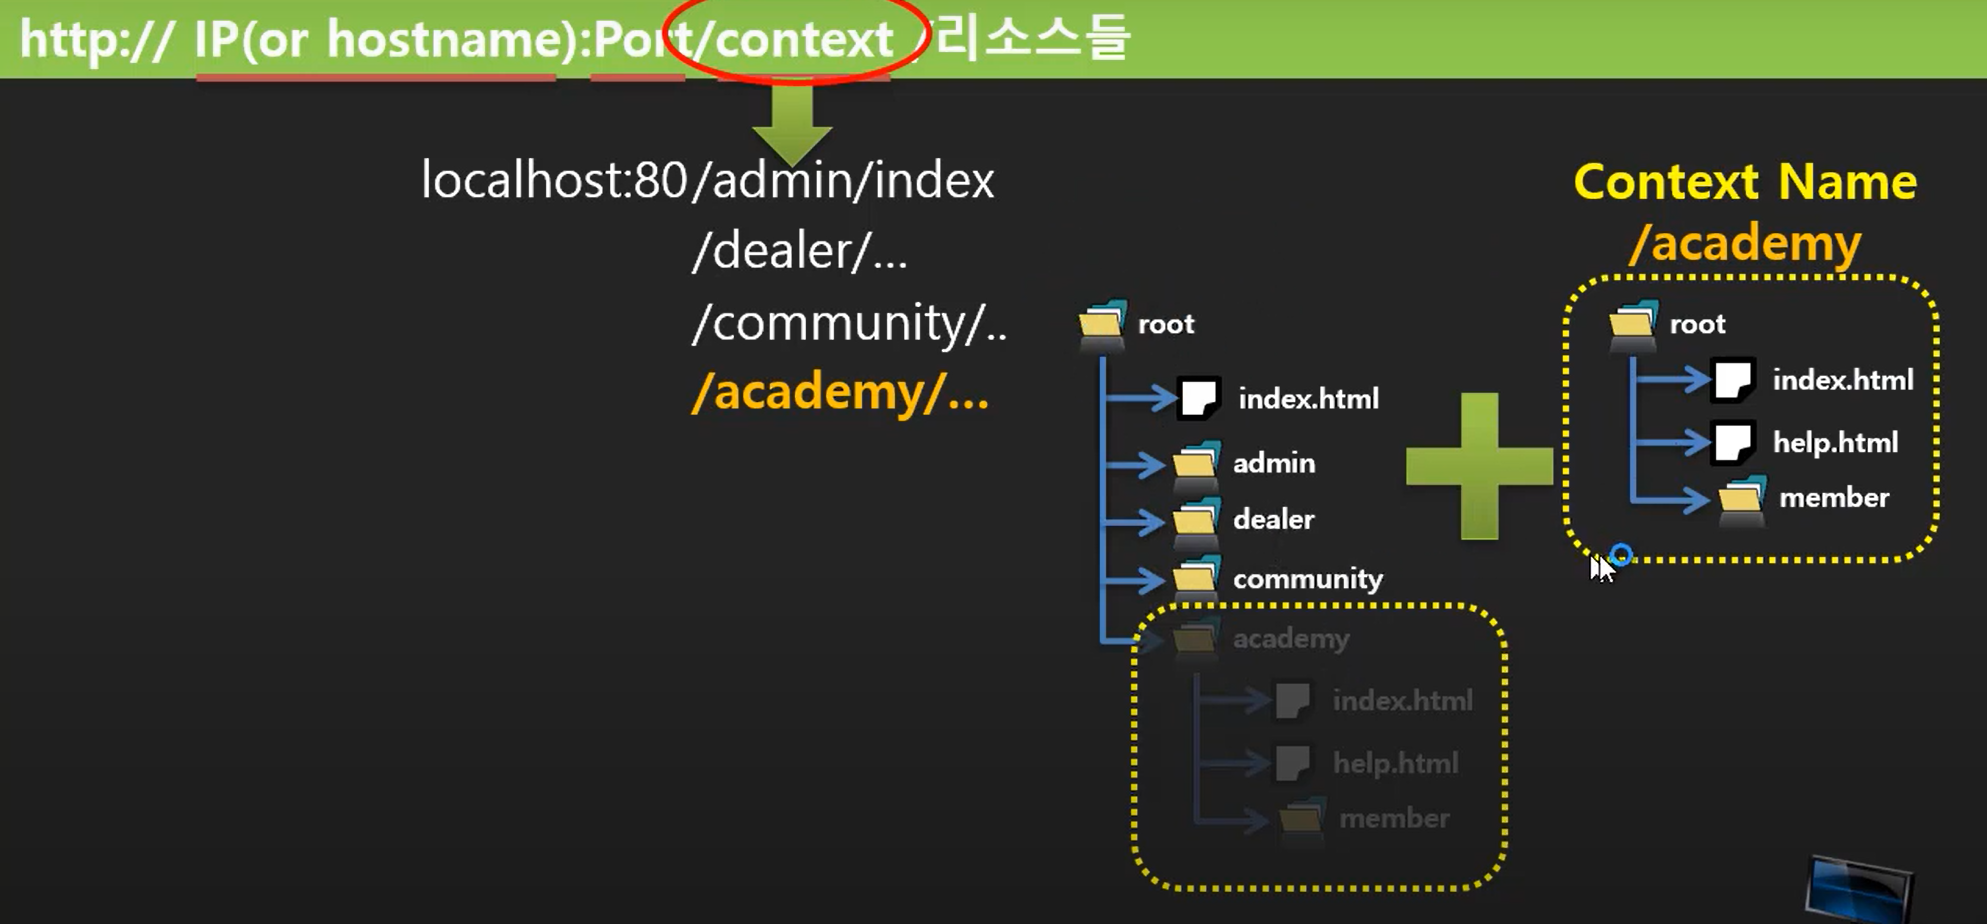 http:// IP(or hostname):Port/context /리소스들
localhost:80/admin/index
/dealer/...
/community/..
/academy/...
Context Name
/academy
root
index.html
admin
dealer
community
academy
index.html
help.html
member
root
index.html
help.html
member